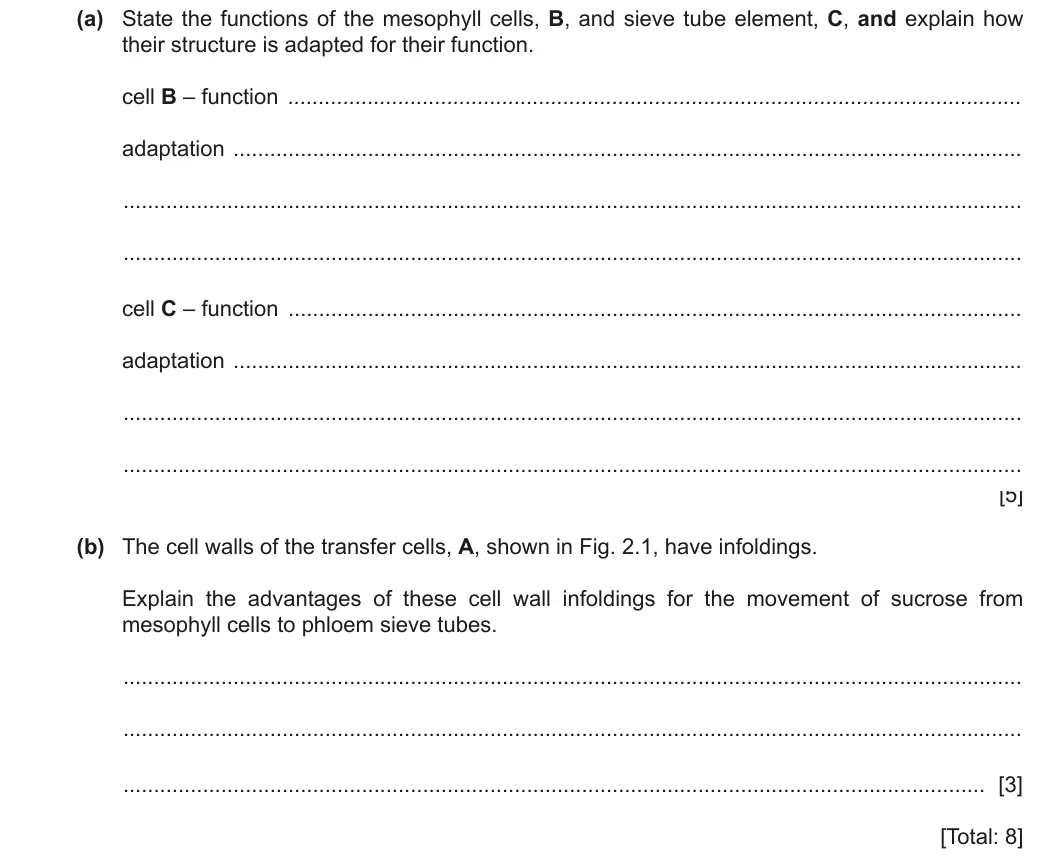 (a) State the functions of the mesophyll cells, B, and sieve tube element, C, and explain how
their structure is adapted for their function.
cell B – function ................................................................................
adaptation ................................................................................
................................................................................
................................................................................
cell C – function ................................................................................
adaptation ................................................................................
................................................................................
................................................................................
[5]
(b) The cell walls of the transfer cells, A, shown in Fig. 2.1, have infoldings.
Explain the advantages of these cell wall infoldings for the movement of sucrose from
mesophyll cells to phloem sieve tubes.
................................................................................
................................................................................
................................................................................ [3]
[Total: 8]